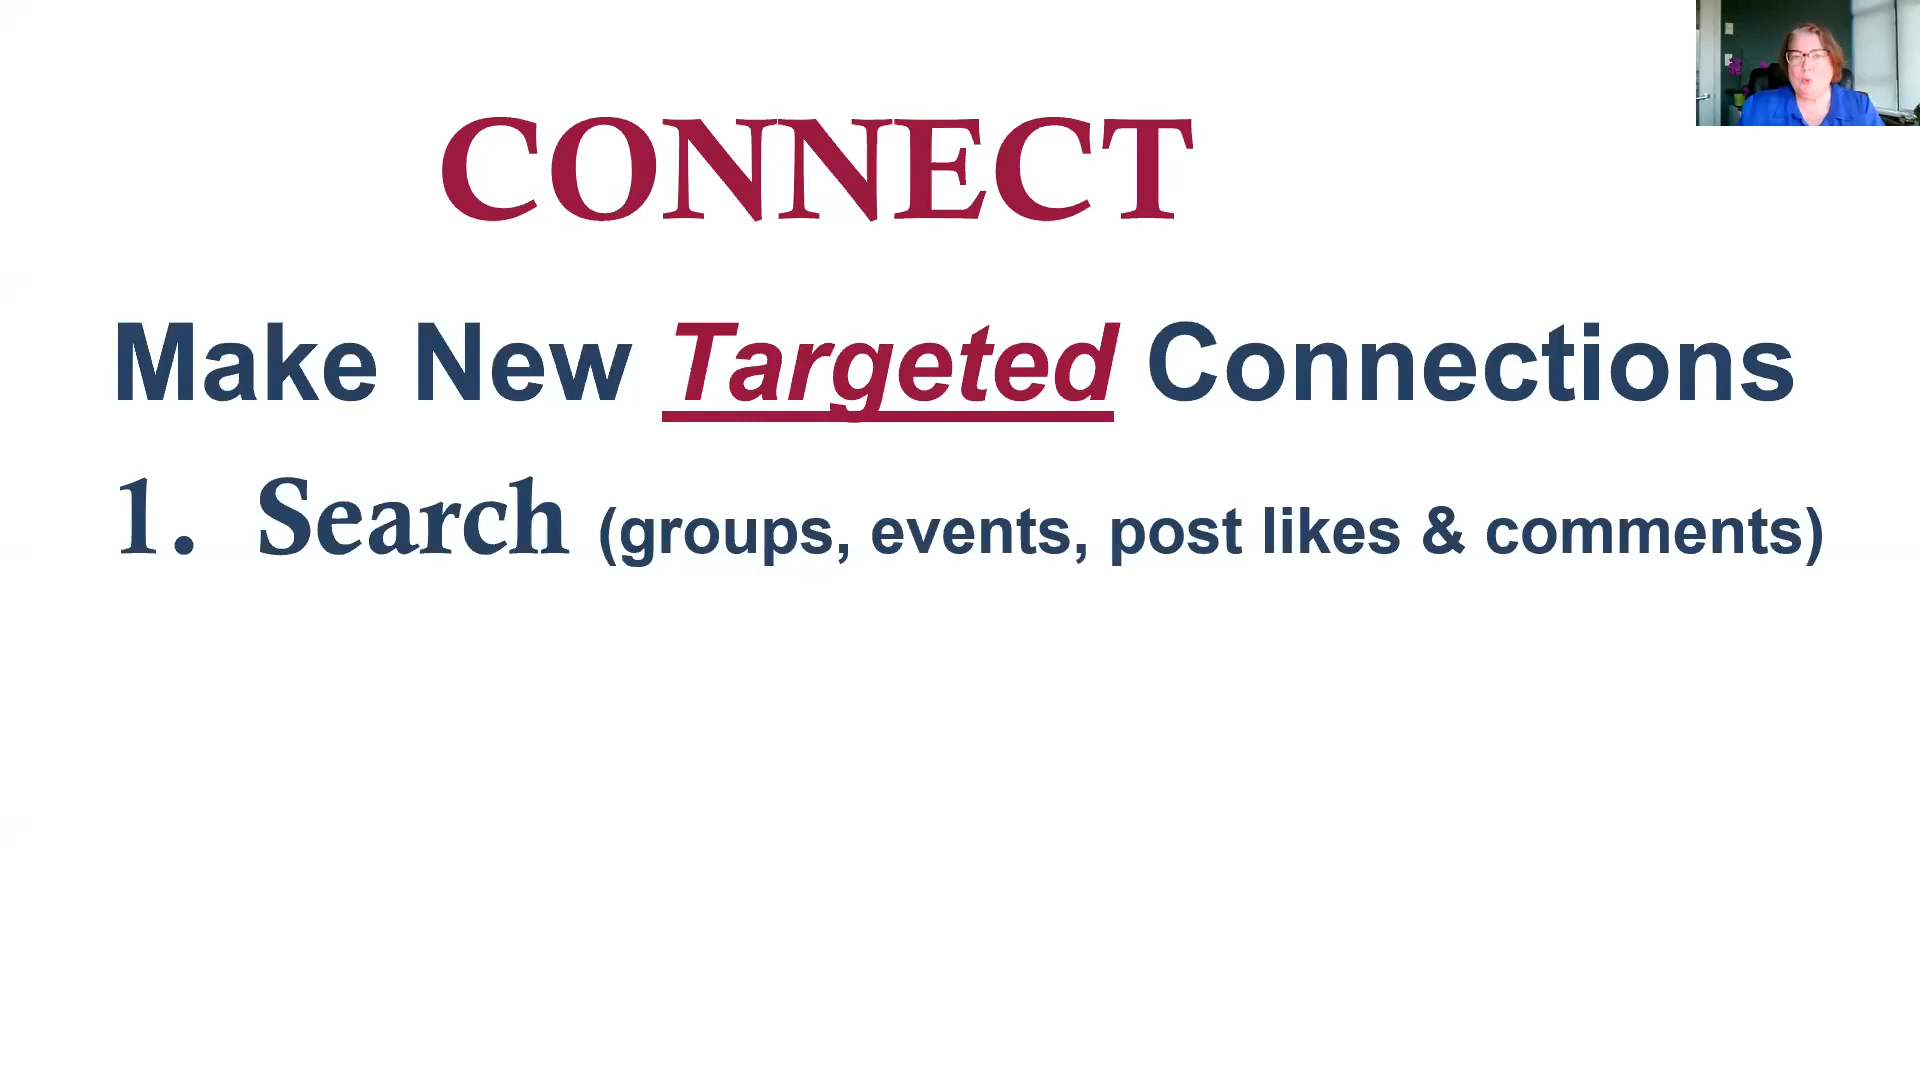 CONNECT
Make New Targeted Connections
1. Search (groups, events, post likes & comments)